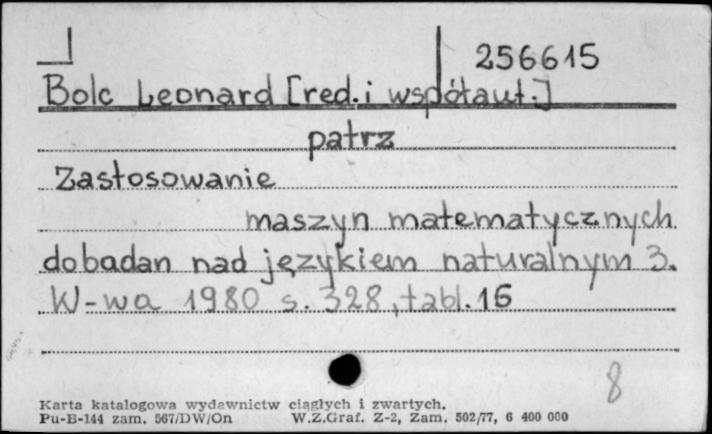 256615
Bolc Leonard [red. i współaut.]
patrz
Zastosowanie
maszyn matematycznych
do badan nad językiem naturalnym 3.
W-wa 1980 s. 328, tabl. 16
8
Karta katalogowa wydawnictw ciągłych i zwartych.
Pu-B-144 zam. 567/DW/On W.Z.Graf. Z-2, Zam. 502/77, 6 400 000